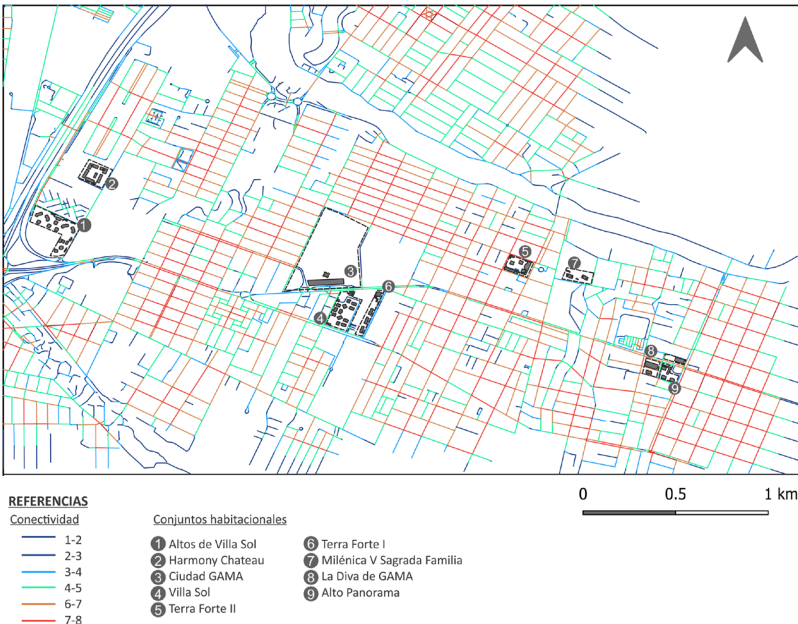 2
1
3
6
4
5
7
8
9
0 0.5 1 km
REFERENCIAS
Conectividad
1-2
2-3
3-4
4-5
6-7
7-8
Conjuntos habitacionales
1 Altos de Villa Sol
2 Harmony Chateau
3 Ciudad GAMA
4 Villa Sol
5 Terra Forte II
6 Terra Forte I
7 Milénica V Sagrada Familia
8 La Diva de GAMA
9 Alto Panorama